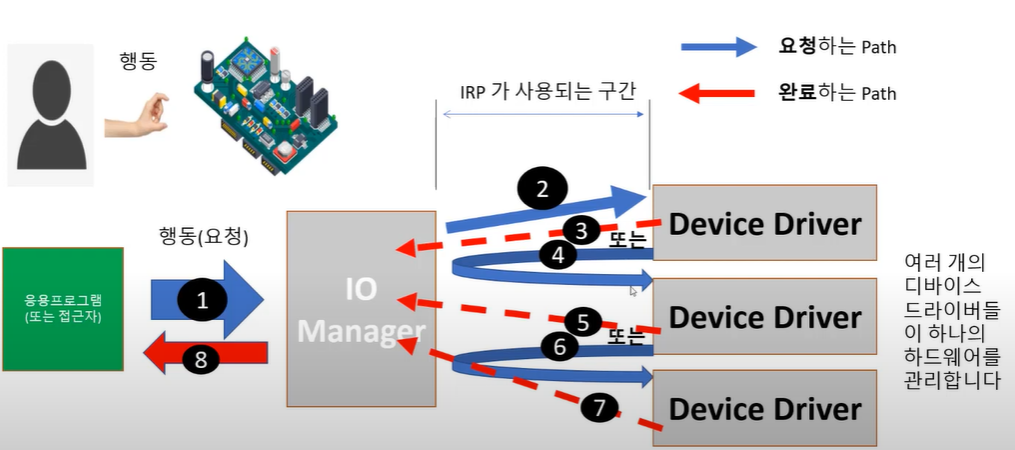 행동
요청하는 Path
완료하는 Path
IRP 가 사용되는 구간
행동(요청)
응용프로그램
(또는 접근자)
1
8
IO
Manager
2
3
또는
4
5
또는
6
7
Device Driver
Device Driver
Device Driver
여러 개의
디바이스
드라이버들
이 하나의
하드웨어를
관리합니다